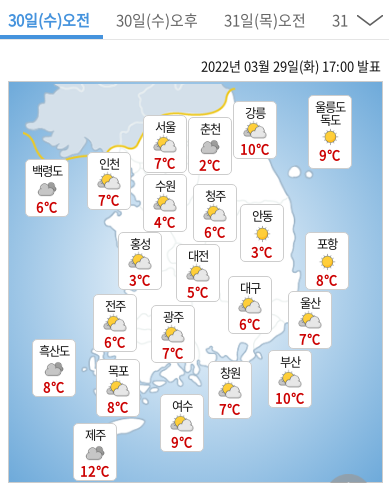 30일(수)오전 30일(수)오후 31일(목)오전 31
2022년 03월 29일(화) 17:00 발표
서울
7℃
춘천
2℃
강릉
10℃
울릉도
독도
9℃
백령도
6℃
인천
7℃
수원
4℃
청주
6℃
안동
3℃
홍성
3℃
대전
5℃
포항
8℃
대구
6℃
전주
6℃
광주
7℃
울산
7℃
흑산도
8℃
목포
8℃
창원
7℃
부산
10℃
여수
9℃
제주
12℃